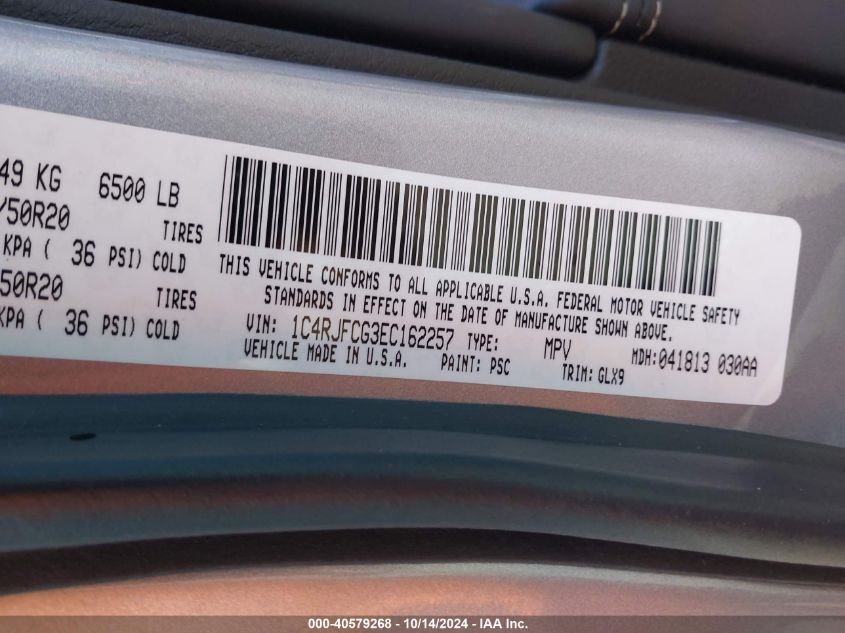 49 KG 6500 LB
/50R20 TIRES
KPA ( 36 PSI) COLD
50R20 TIRES
KPA ( 36 PSI) COLD
THIS VEHICLE CONFORMS TO ALL APPLICABLE U.S.A. FEDERAL MOTOR VEHICLE SAFETY
STANDARDS IN EFFECT ON THE DATE OF MANUFACTURE SHOWN ABOVE.
VIN: 1C4RJFCG3EC162257 TYPE: MPV MDH:041813 030AA
VEHICLE MADE IN U.S.A. PAINT: PSC TRIM: GLX9
000-40579268 - 10/14/2024 - IAA Inc.